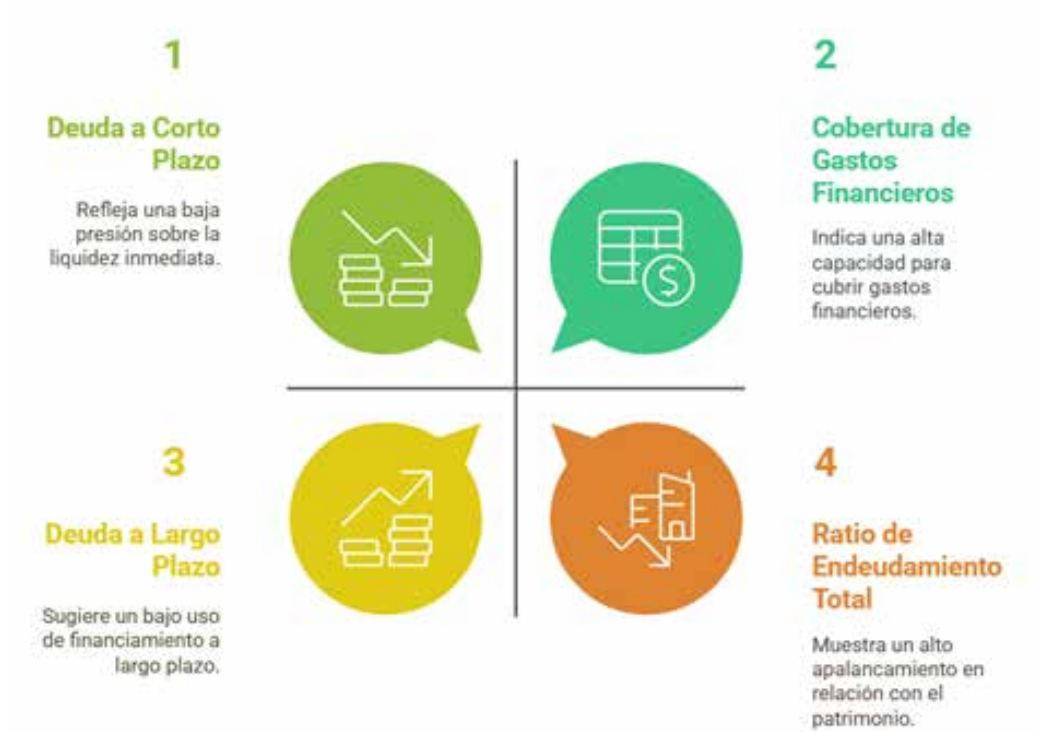 1
Deuda a Corto
Plazo
Refleja una baja
presión sobre la
liquidez inmediata.
2
Cobertura de
Gastos
Financieros
Indica una alta
capacidad para
cubrir gastos
financieros.
$
3
Deuda a Largo
Plazo
Sugiere un bajo uso
de financiamiento a
largo plazo.
4
Ratio de
Endeudamiento
Total
Muestra un alto
apalancamiento en
relación con el
patrimonio.